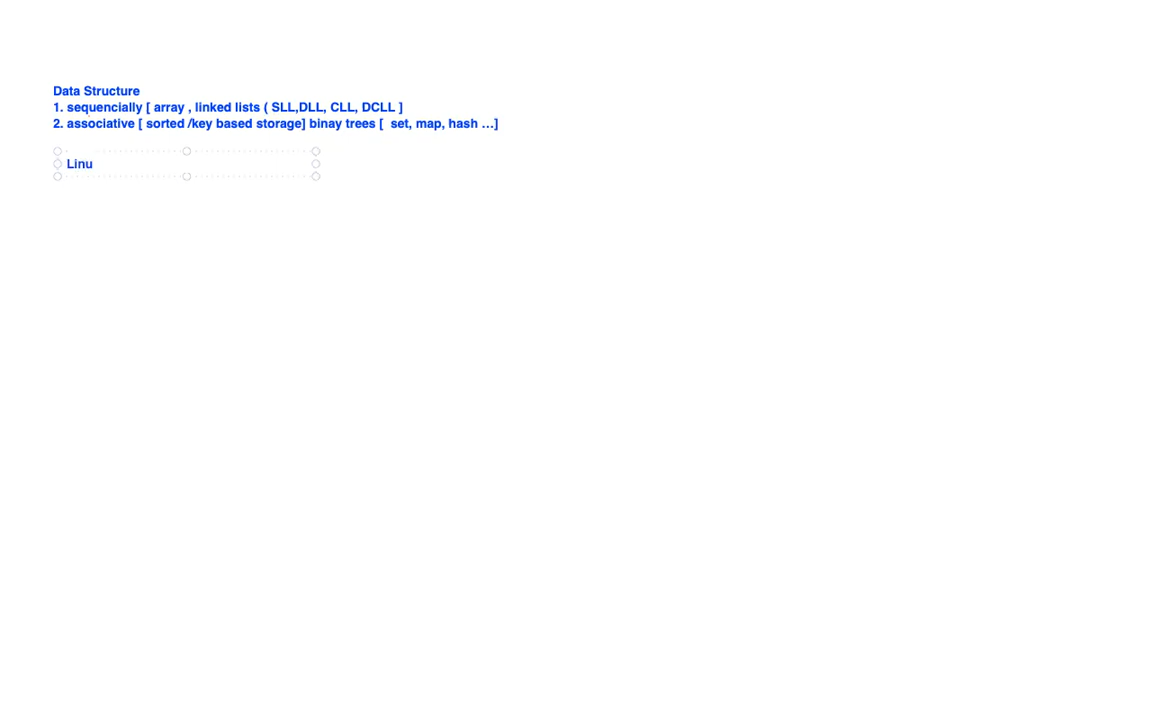 Data Structure
1. sequencially [ array , linked lists ( SLL,DLL, CLL, DCLL ]
2. associative [ sorted /key based storage] binay trees [  set, map, hash ...]
Linu